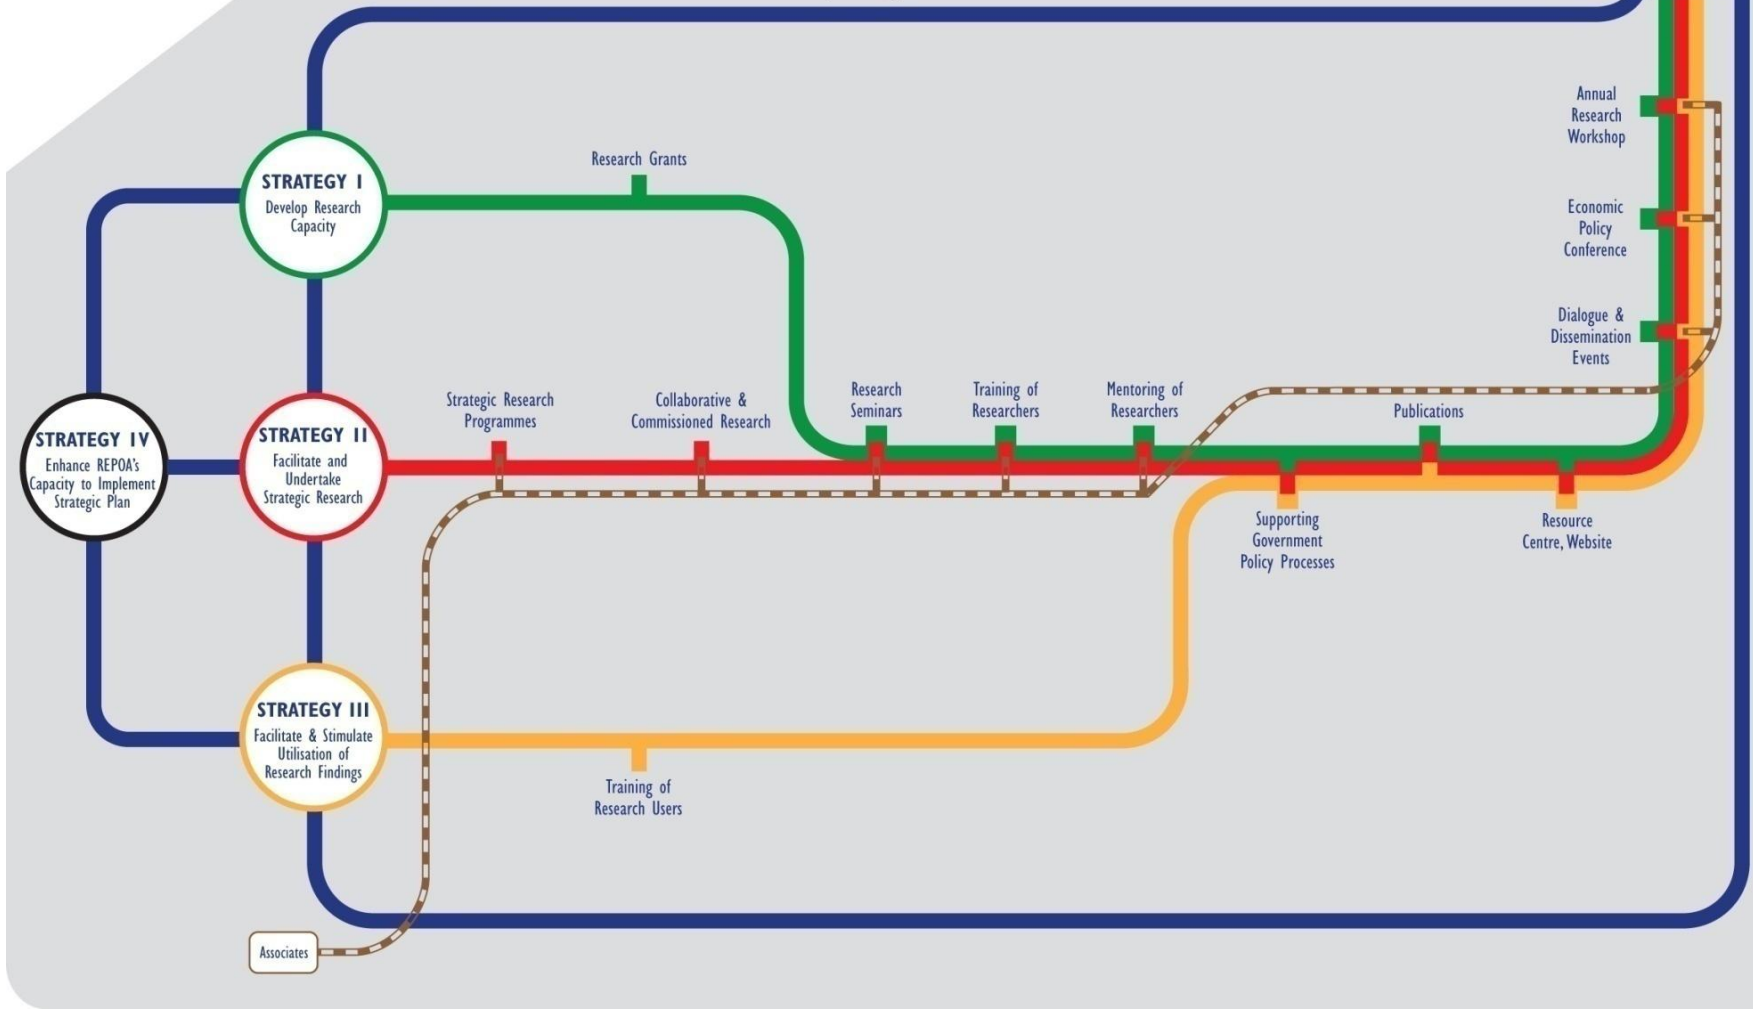 Annual
Research
Workshop
Research Grants
STRATEGY I
Develop Research
Capacity
Economic
Policy
Conference
Dialogue &
Dissemination
Events
Strategic Research
Programmes
Collaborative &
Commissioned Research
Research
Seminars
Training of
Researchers
Mentoring of
Researchers
Publications
STRATEGY IV
Enhance REPOA's
Capacity to Implement
Strategic Plan
STRATEGY II
Facilitate and
Undertake
Strategic Research
Supporting
Government
Policy Processes
Resource
Centre, Website
STRATEGY III
Facilitate & Stimulate
Utilisation of
Research Findings
Training of
Research Users
Associates